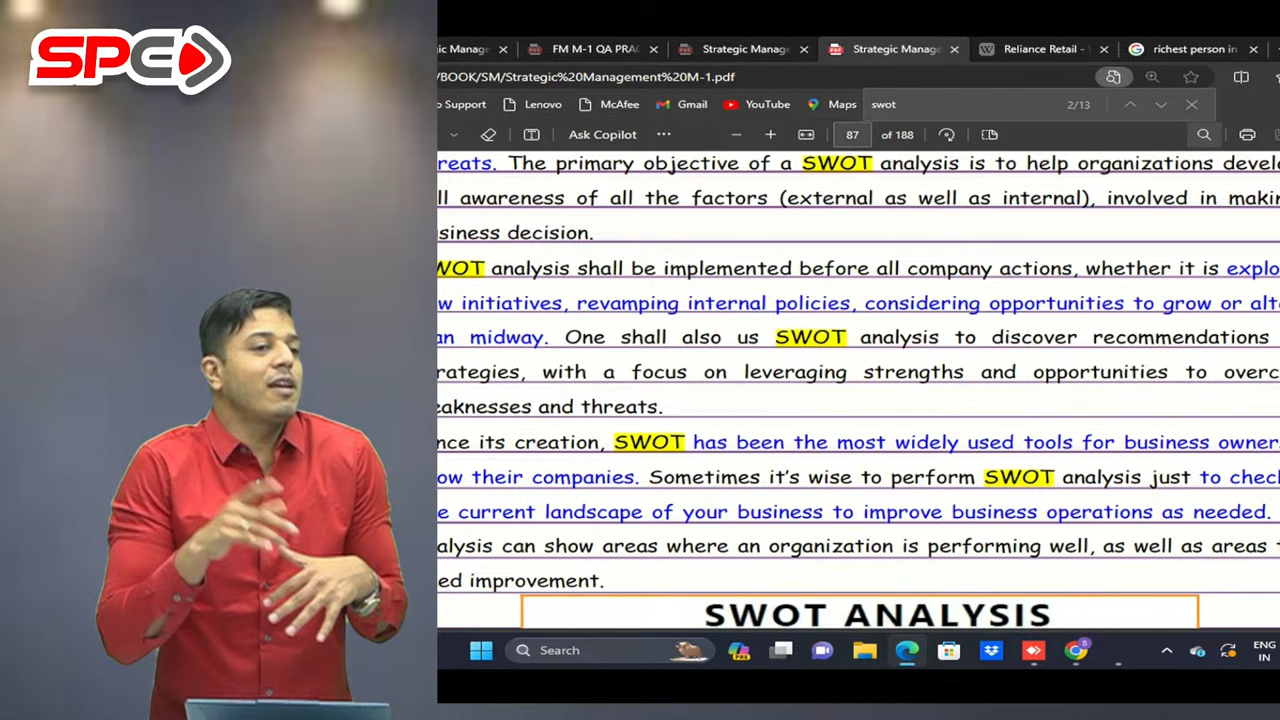 SPC
gic Manage
FM M-1 QA PRAC
Strategic Manage
Strategic Manage
Reliance Retail -
richest person in
/BOOK/SM/Strategic%20Management%20M-1.pdf
o Support
Lenovo
McAfee
Gmail
YouTube
Maps
swot
2/13
Ask Copilot
87
of 188
reats. The primary objective of a SWOT analysis is to help organizations develo
ll awareness of all the factors (external as well as internal), involved in makin
siness decision.
WOT analysis shall be implemented before all company actions, whether it is explo
w initiatives, revamping internal policies, considering opportunities to grow or alte
an midway. One shall also us SWOT analysis to discover recommendations
rategies, with a focus on leveraging strengths and opportunities to overc
eaknesses and threats.
nce its creation, SWOT has been the most widely used tools for business owners
ow their companies. Sometimes it's wise to perform SWOT analysis just to check
e current landscape of your business to improve business operations as needed.
alysis can show areas where an organization is performing well, as well as areas t
ed improvement.
SWOT ANALYSIS
Search
PRE
S
ENG
IN